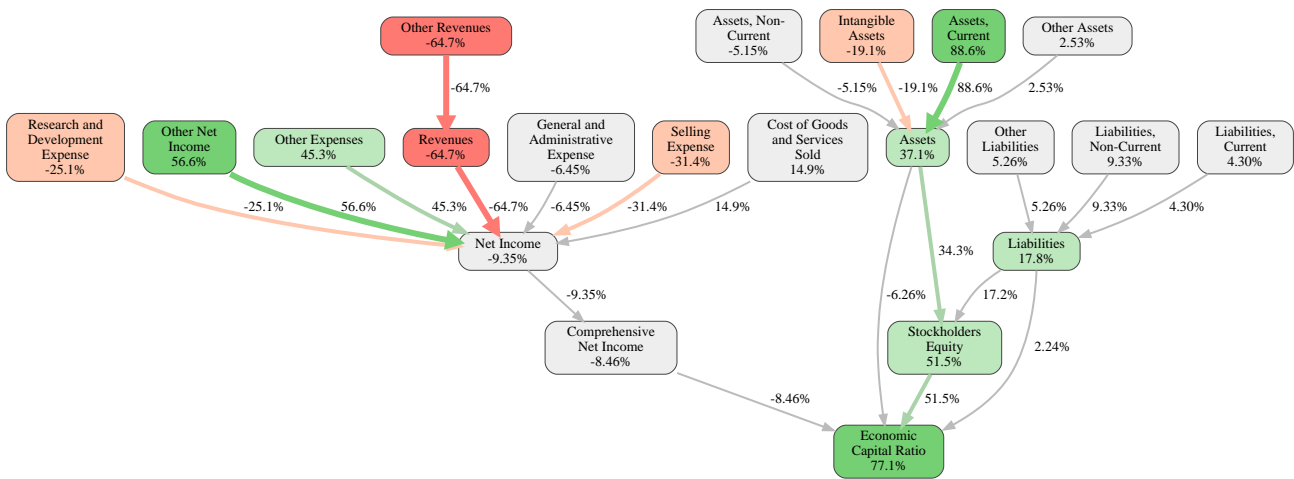 Other Revenues
-64.7%
Assets, Non-
Current
-5.15%
Intangible
Assets
-19.1%
Assets,
Current
88.6%
Other Assets
2.53%
-64.7%
-5.15%
-19.1%
88.6%
2.53%
Research and
Development
Expense
-25.1%
Other Net
Income
56.6%
Other Expenses
45.3%
Revenues
-64.7%
General and
Administrative
Expense
-6.45%
Selling
Expense
-31.4%
Cost of Goods
and Services
Sold
14.9%
Assets
37.1%
Other
Liabilities
5.26%
Liabilities,
Non-Current
9.33%
Liabilities,
Current
4.30%
-25.1%
56.6%
45.3%
-64.7%
-6.45%
-31.4%
14.9%
5.26%
9.33%
4.30%
Net Income
-9.35%
Liabilities
17.8%
34.3%
-9.35%
-6.26%
17.2%
Comprehensive
Net Income
-8.46%
Stockholders
Equity
51.5%
2.24%
-8.46%
51.5%
Economic
Capital Ratio
77.1%